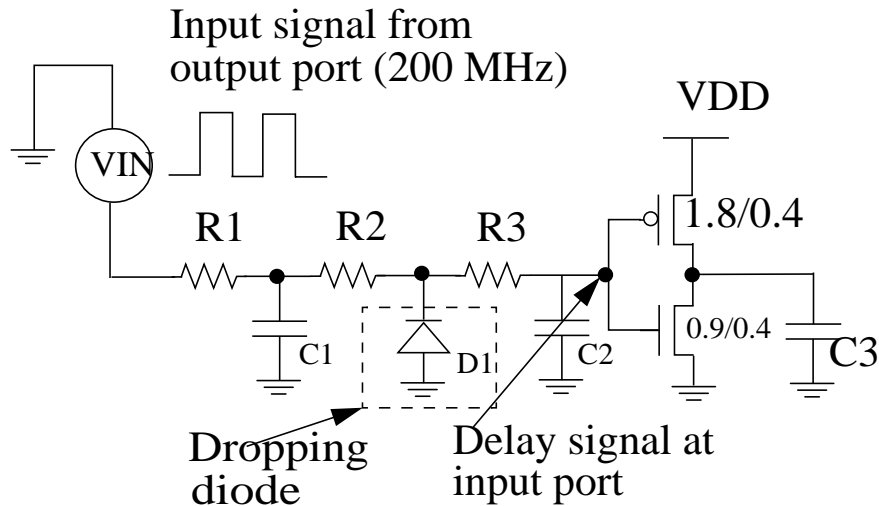 Input signal from
output port (200 MHz)
VDD
VIN
R1
R2
R3
1.8/0.4
0.9/0.4
C1
D1
C2
C3
Dropping
diode
Delay signal at
input port